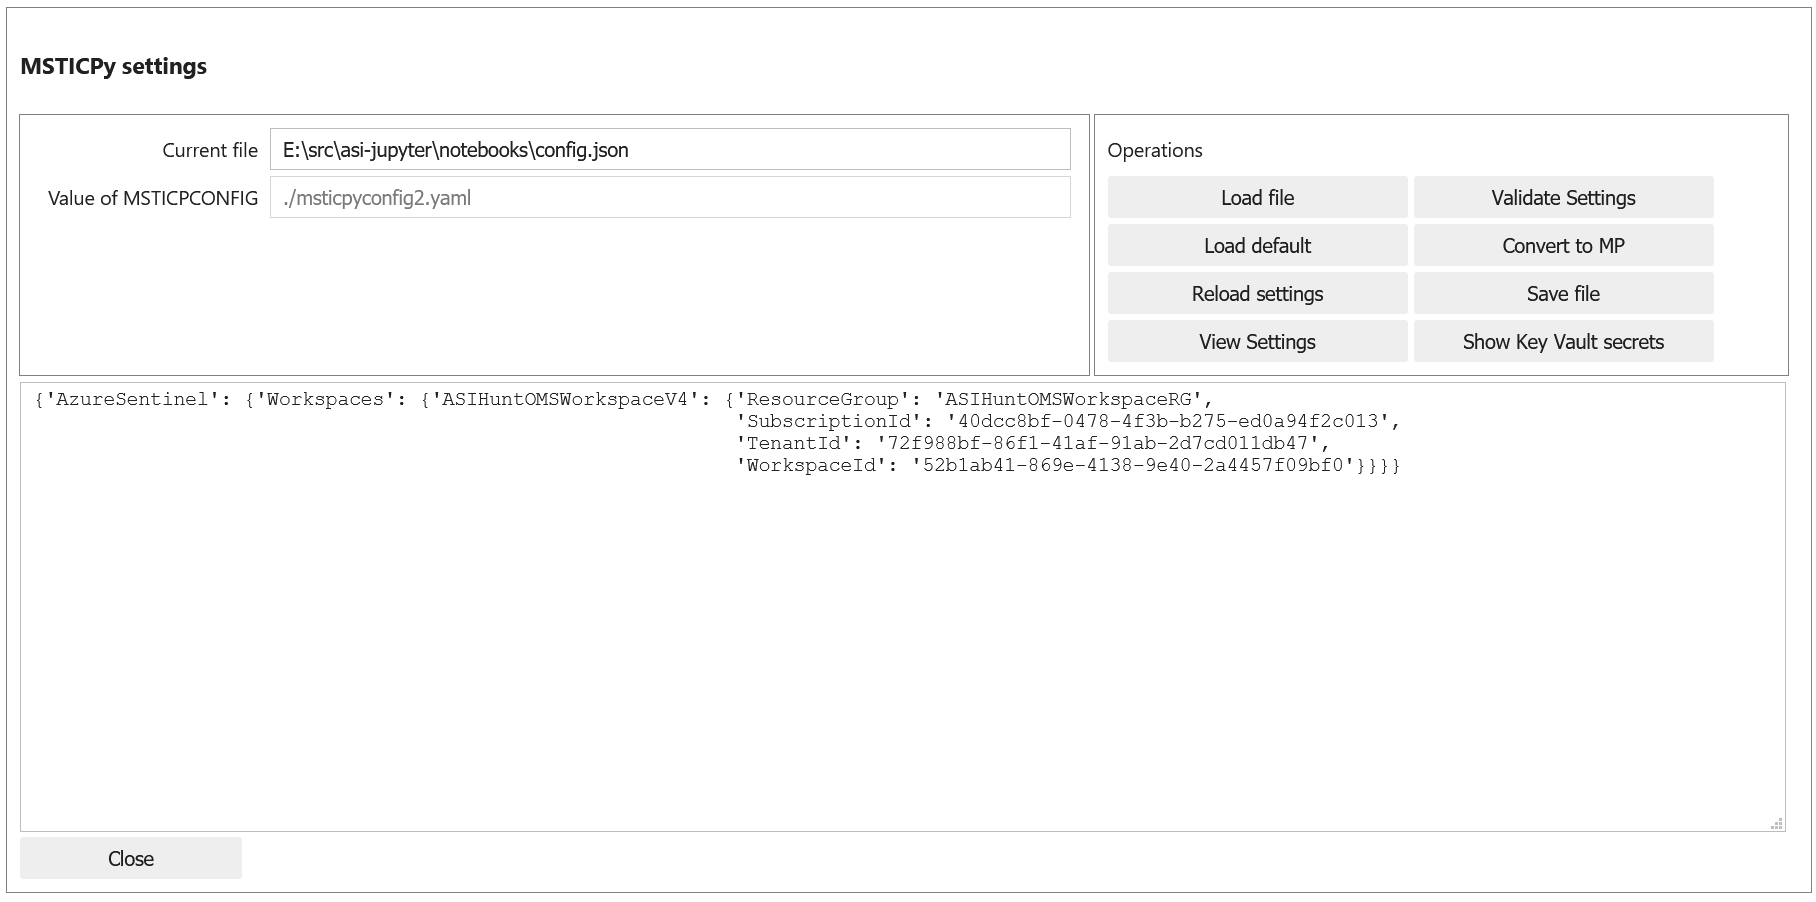 MSTICPy settings
Current file E:\src\asi-jupyter\notebooks\config.json
Value of MSTICPCONFIG ./msticpyconfig2.yaml
Operations
Load file Validate Settings
Load default Convert to MP
Reload settings Save file
View Settings Show Key Vault secrets
{'AzureSentinel': {'Workspaces': {'ASIHuntOMSWorkspaceV4': {'ResourceGroup': 'ASIHuntOMSWorkspaceRG',
'SubscriptionId': '40dcc8bf-0478-4f3b-b275-ed0a94f2c013',
'TenantId': '72f988bf-86f1-41af-91ab-2d7cd011db47',
'WorkspaceId': '52b1ab41-869e-4138-9e40-2a4457f09bf0'}}}}
Close